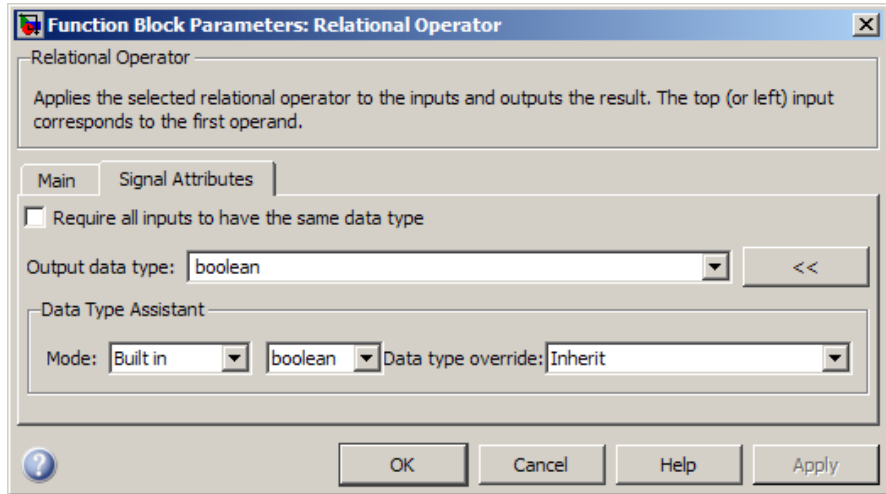 Function Block Parameters: Relational Operator
Relational Operator
Applies the selected relational operator to the inputs and outputs the result. The top (or left) input
corresponds to the first operand.
Main Signal Attributes
Require all inputs to have the same data type
Output data type: boolean <<
Data Type Assistant
Mode: Built in boolean Data type override: Inherit
? OK Cancel Help Apply